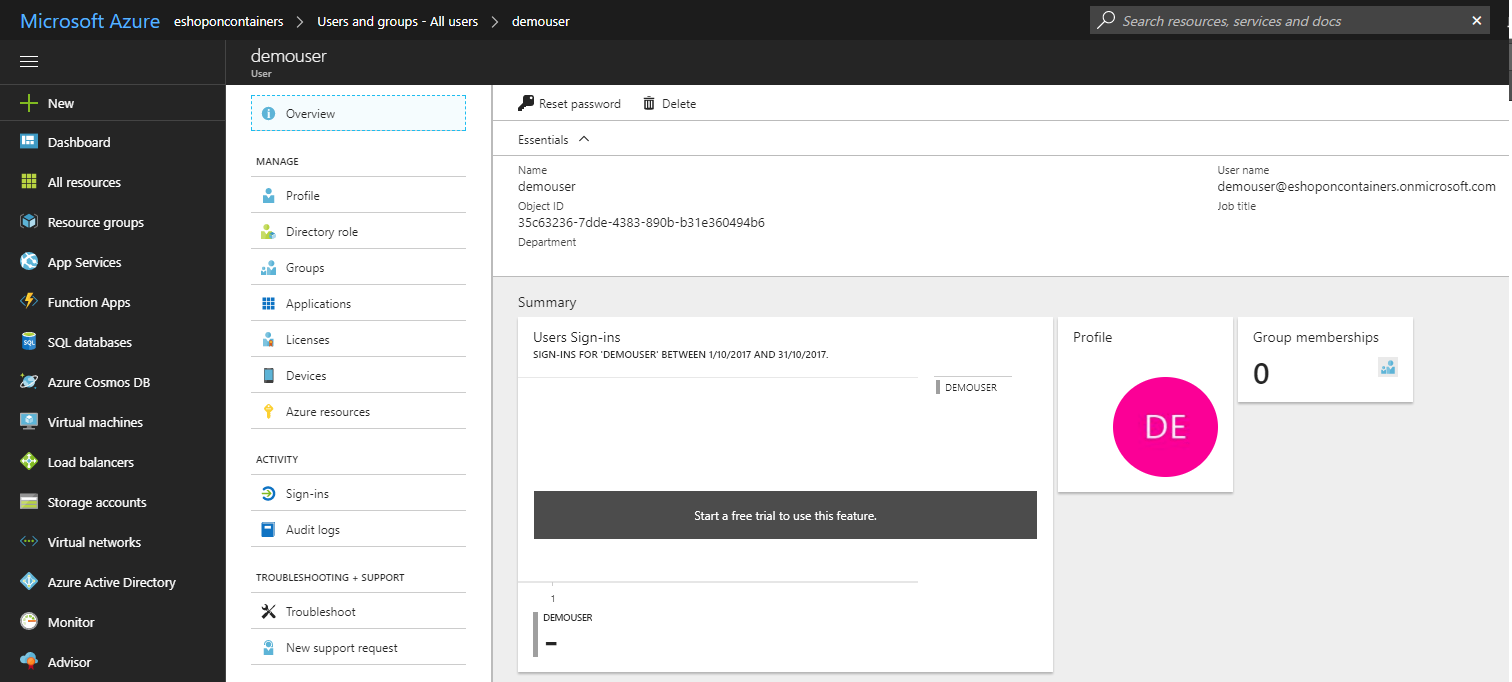 Microsoft Azure eshoponcontainers > Users and groups - All users > demouser
Search resources, services and docs
demouser
User
New
Dashboard
All resources
Resource groups
App Services
Function Apps
SQL databases
Azure Cosmos DB
Virtual machines
Load balancers
Storage accounts
Virtual networks
Azure Active Directory
Monitor
Advisor
Overview
MANAGE
Profile
Directory role
Groups
Applications
Licenses
Devices
Azure resources
ACTIVITY
Sign-ins
Audit logs
TROUBLESHOOTING + SUPPORT
Troubleshoot
New support request
Reset password Delete
Essentials
Name
demouser
Object ID
35c63236-7dde-4383-890b-b31e360494b6
Department
User name
demouser@eshoponcontainers.onmicrosoft.com
Job title
Summary
Users Sign-ins
SIGN-INS FOR 'DEMOUSER' BETWEEN 1/10/2017 AND 31/10/2017.
DEMOUSER
Start a free trial to use this feature.
1
DEMOUSER
–
Profile
DE
Group memberships
0